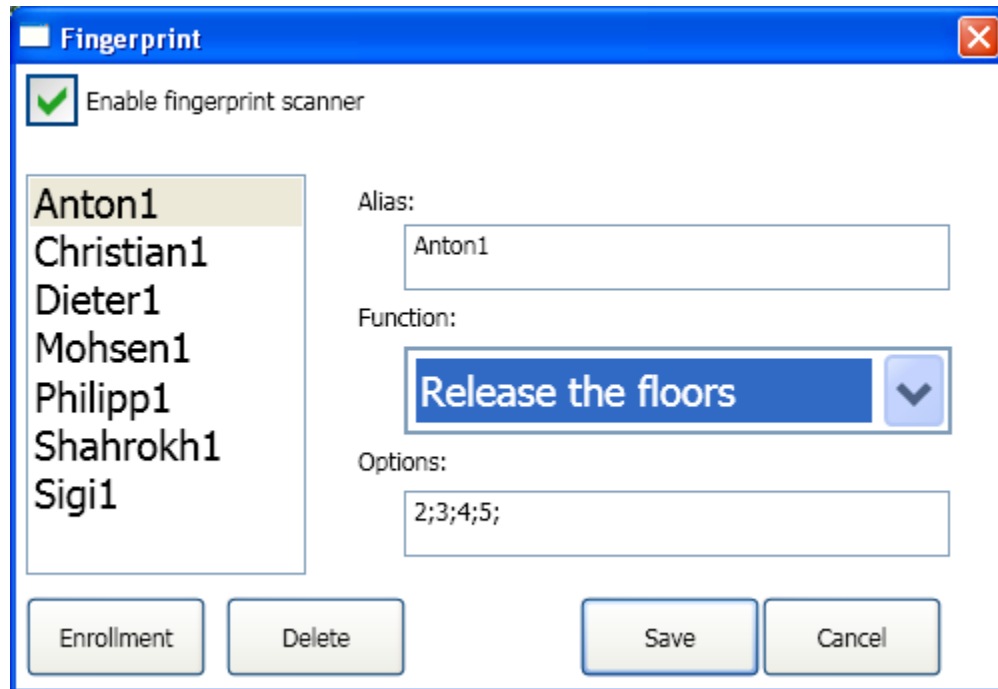 Fingerprint
Enable fingerprint scanner
Anton1
Christian1
Dieter1
Mohsen1
Philipp1
Shahrokh1
Sigi1
Alias:
Anton1
Function:
Release the floors
Options:
2;3;4;5;
Enrollment
Delete
Save
Cancel